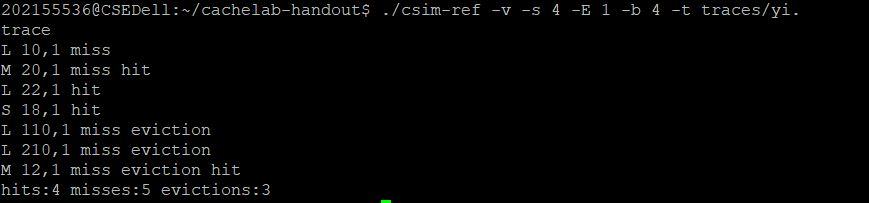 202155536@CSEDell:~/cachelab-handout$ ./csim-ref -v -s 4 -E 1 -b 4 -t traces/yi.
trace
L 10,1 miss
M 20,1 miss hit
L 22,1 hit
S 18,1 hit
L 110,1 miss eviction
L 210,1 miss eviction
M 12,1 miss eviction hit
hits:4 misses:5 evictions:3